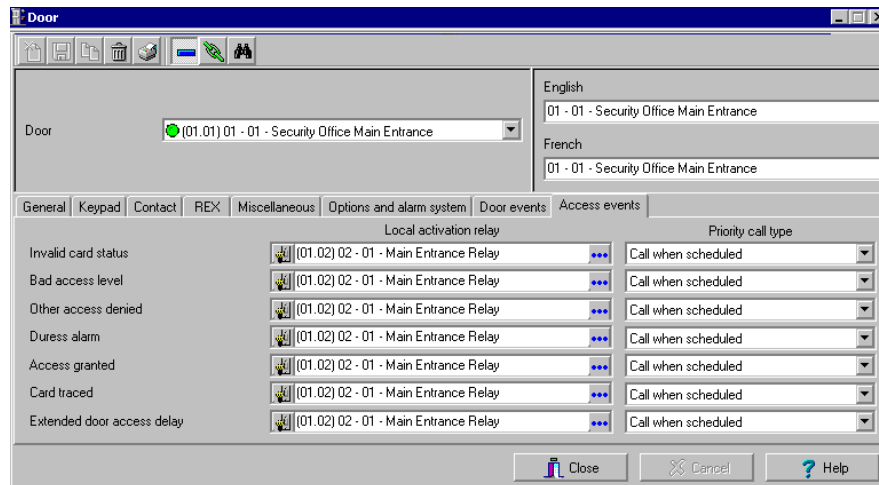 Door
English
01 - 01 - Security Office Main Entrance
Door (01.01) 01 - 01 - Security Office Main Entrance
French
01 - 01 - Security Office Main Entrance
General Keypad Contact REX Miscellaneous Options and alarm system Door events Access events
Local activation relay Priority call type
Invalid card status (01.02) 02 - 01 - Main Entrance Relay Call when scheduled
Bad access level (01.02) 02 - 01 - Main Entrance Relay Call when scheduled
Other access denied (01.02) 02 - 01 - Main Entrance Relay Call when scheduled
Duress alarm (01.02) 02 - 01 - Main Entrance Relay Call when scheduled
Access granted (01.02) 02 - 01 - Main Entrance Relay Call when scheduled
Card traced (01.02) 02 - 01 - Main Entrance Relay Call when scheduled
Extended door access delay (01.02) 02 - 01 - Main Entrance Relay Call when scheduled
Close Cancel Help